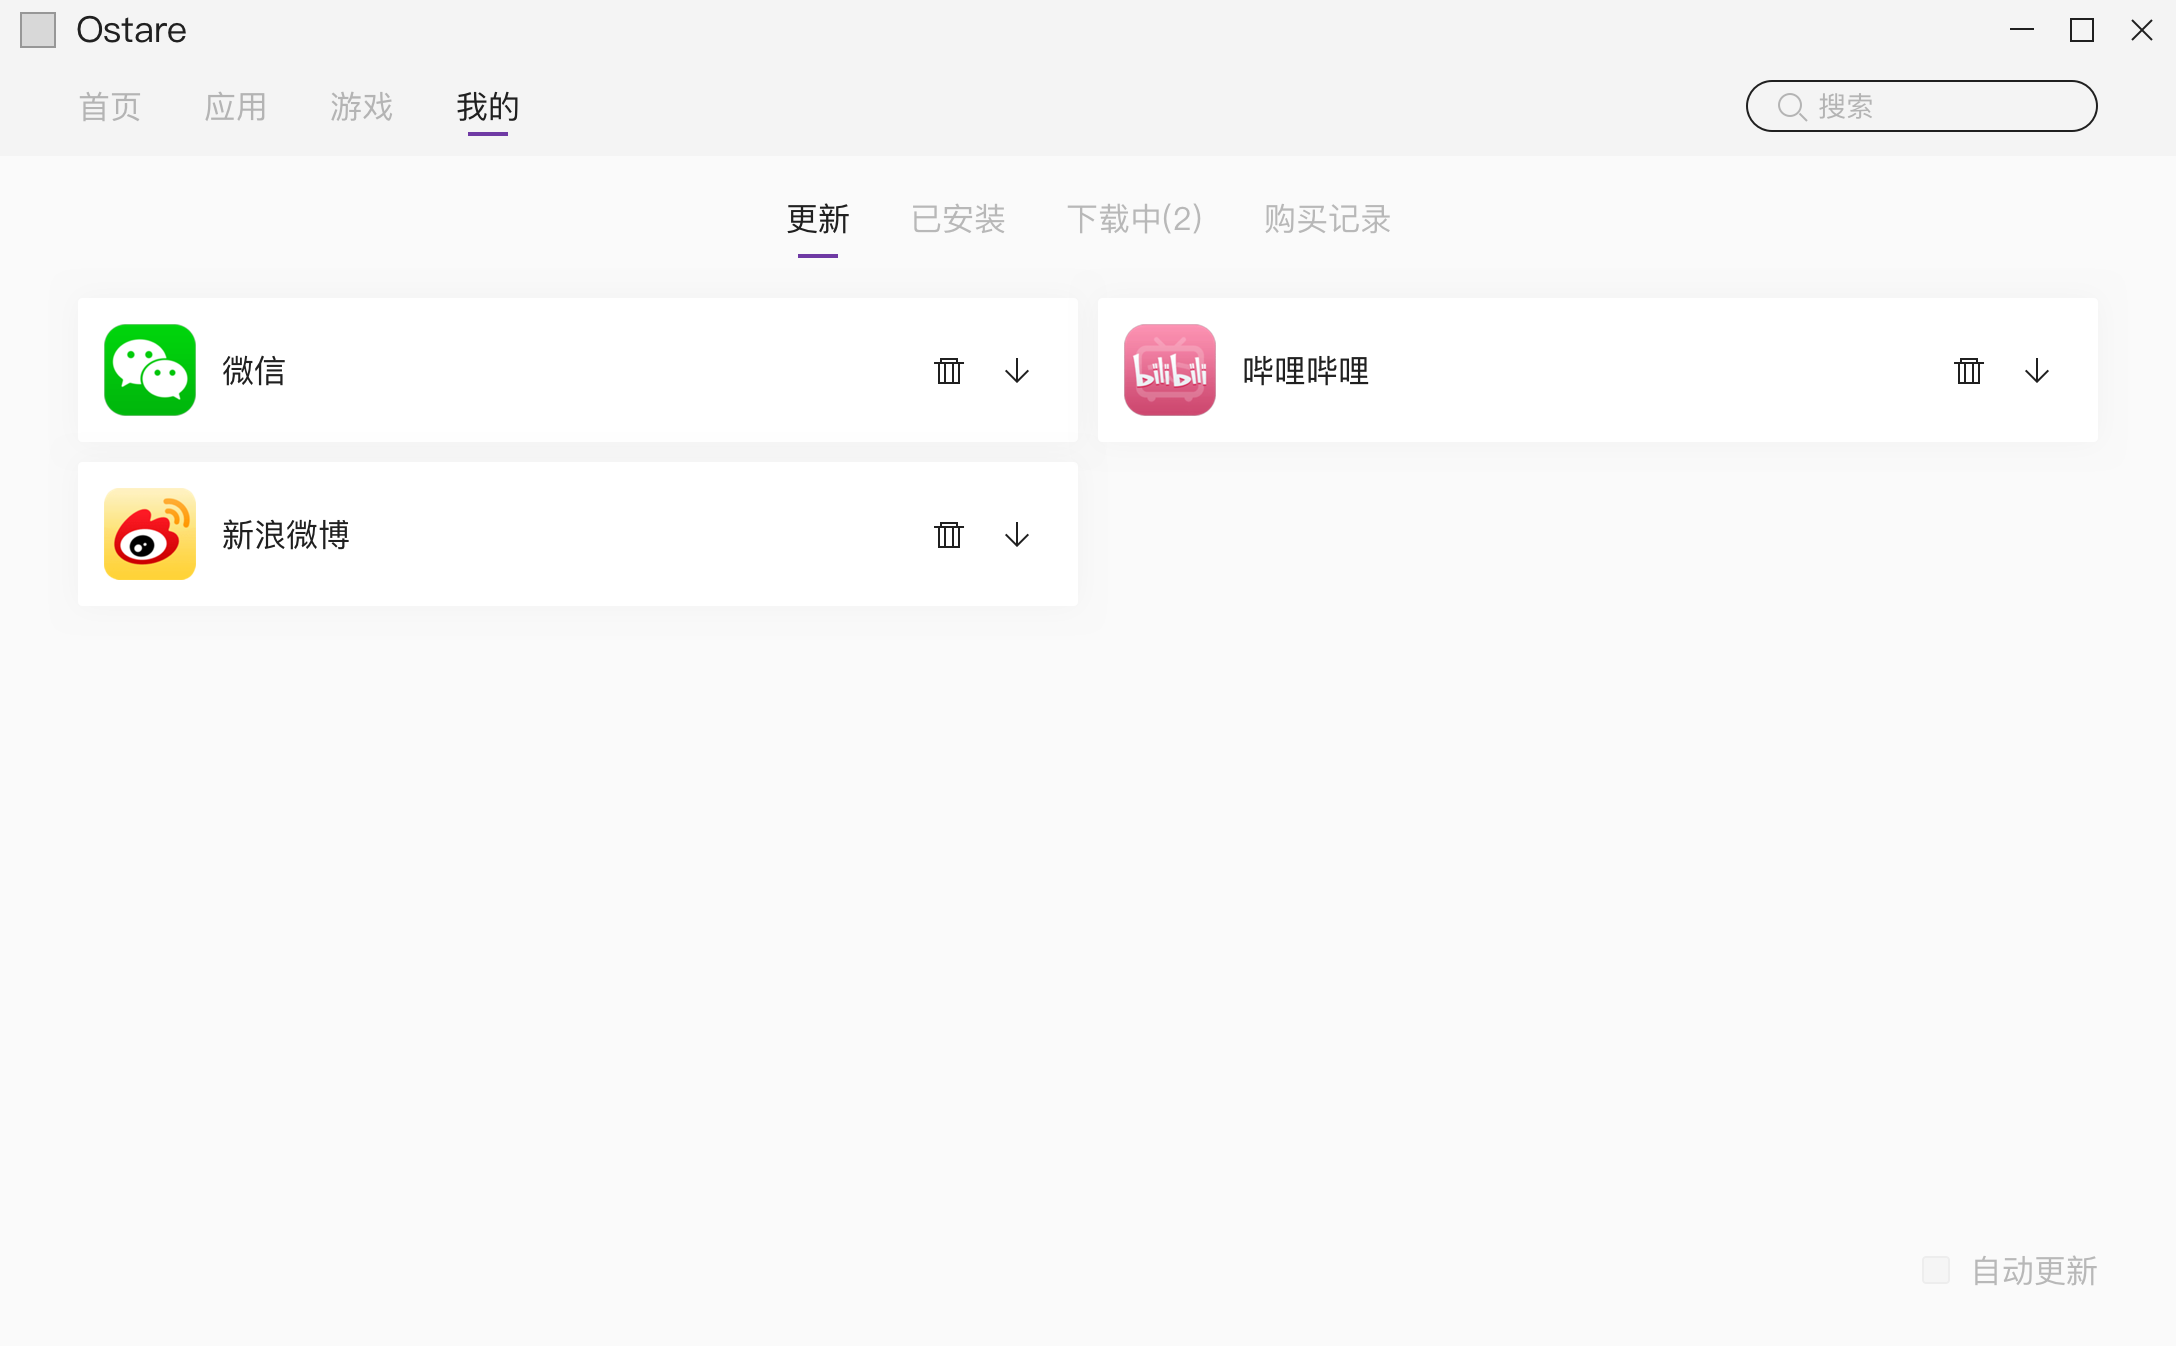 Ostare
首页 应用 游戏 我的 搜索
更新 已安装 下载中(2) 购买记录
微信 bilibili 哔哩哔哩
新浪微博
自动更新